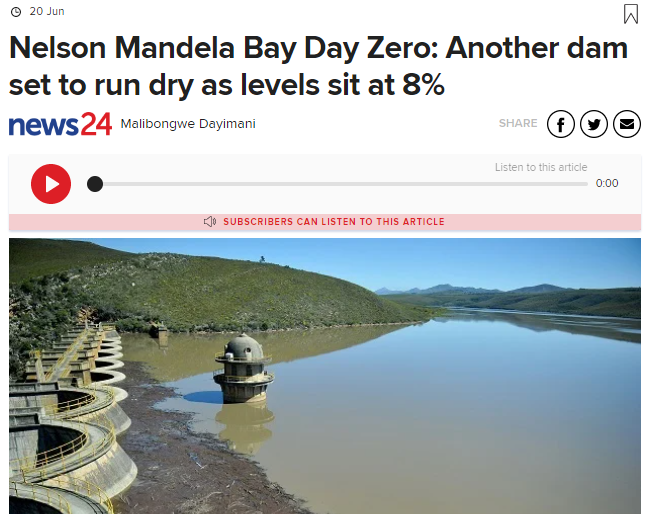 20 Jun
Nelson Mandela Bay Day Zero: Another dam
set to run dry as levels sit at 8%
news24 Malibongwe Dayimani SHARE
Listen to this article
0:00
SUBSCRIBERS CAN LISTEN TO THIS ARTICLE